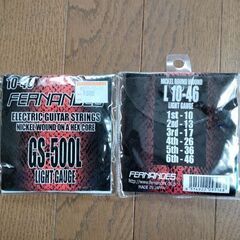 10-46
FERNANDES
ELECTRIC GUITAR STRINGS
NICKEL WOUND ON A HEX CORE
GS-500L
LIGHT GAUGE
NICKEL ROUND WOUND
L 10-46
LIGHT GAUGE
1st-10
2nd-13
3rd-17
4th-26
5th-36
6th-46
FERNANDES
MADE IN JAPAN